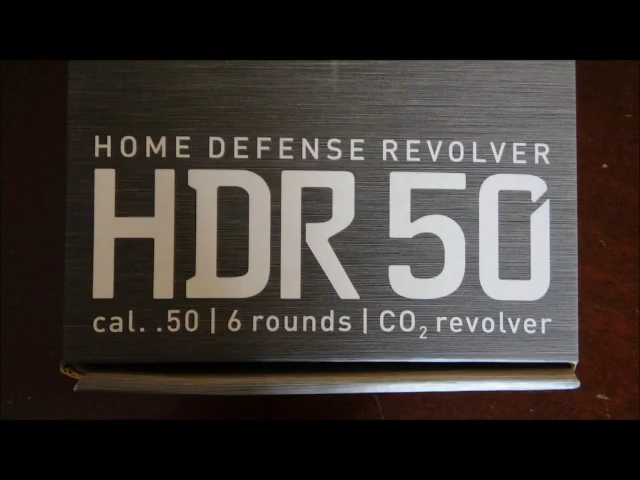 HOME DEFENSE REVOLVER
HDR 50
cal. .50 | 6 rounds | CO₂ revolver